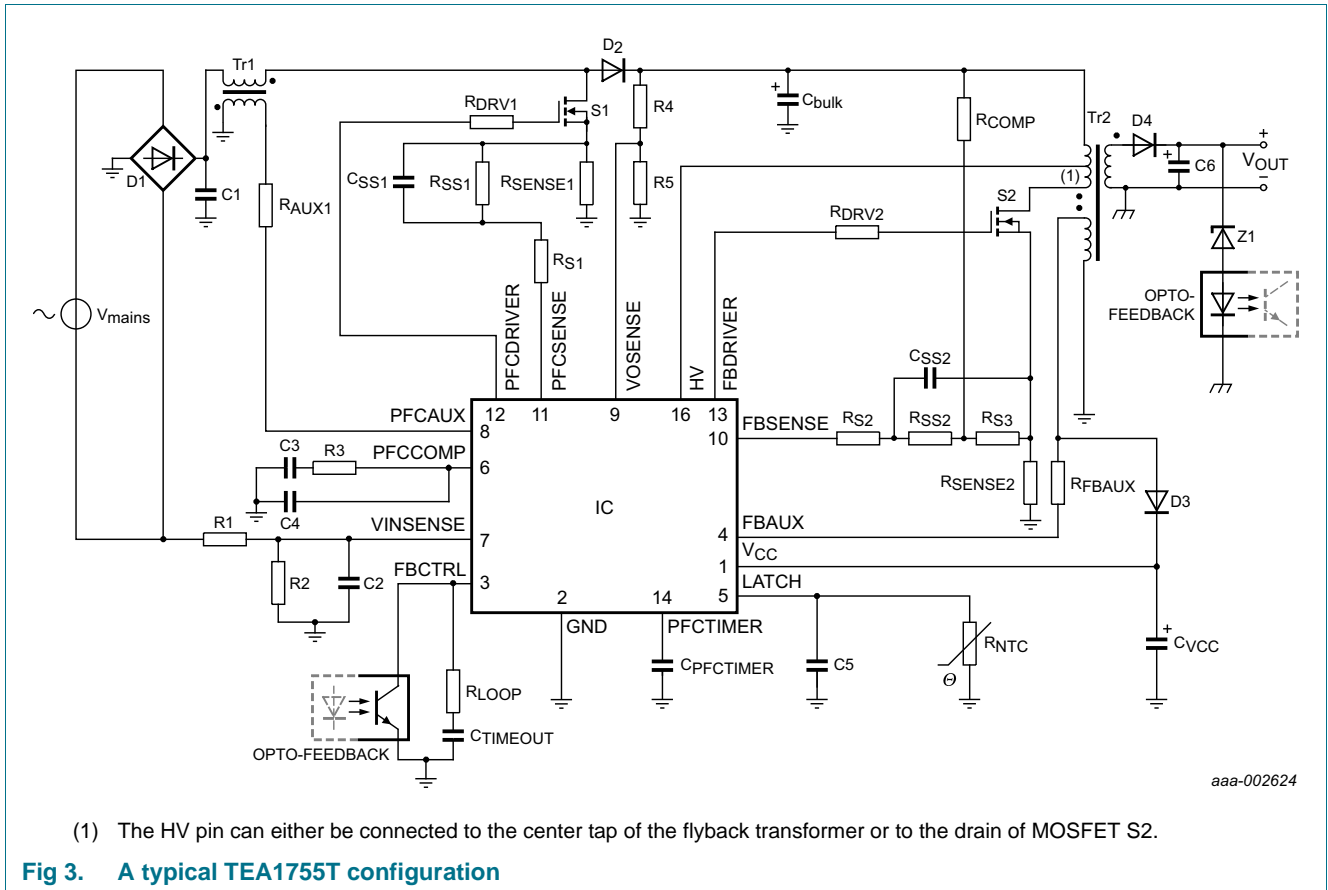 Tr1
D2
RDRV1
S1
R4
Cbulk
RCOMP
Tr2
D4
+
+
+
VOUT
−
C6
D1
C1
RAUX1
CSS1
RSS1
RSENSE1
R5
(1)
S2
RDRV2
Z1
RS1
OPTO-
FEEDBACK
Vmains
PFCDRIVER
PFCSENSE
VOSENSE
HV
FBDRIVER
CSS2
PFCAUX
12
11
9
16
13
8
FBSENSE
10
RS2
RSS2
RS3
C3
R3
PFCCOMP
6
C4
IC
RSENSE2
RFBAUX
D3
R1
VINSENSE
7
FBAUX
4
VCC
1
R2
C2
FBCTRL
3
LATCH
5
2
14
GND
PFCTIMER
CPFCTIMER
C5
RNTC
Θ
+
CVCC
RLOOP
CTIMEOUT
OPTO-FEEDBACK
aaa-002624
(1) The HV pin can either be connected to the center tap of the flyback transformer or to the drain of MOSFET S2.
Fig 3. A typical TEA1755T configuration